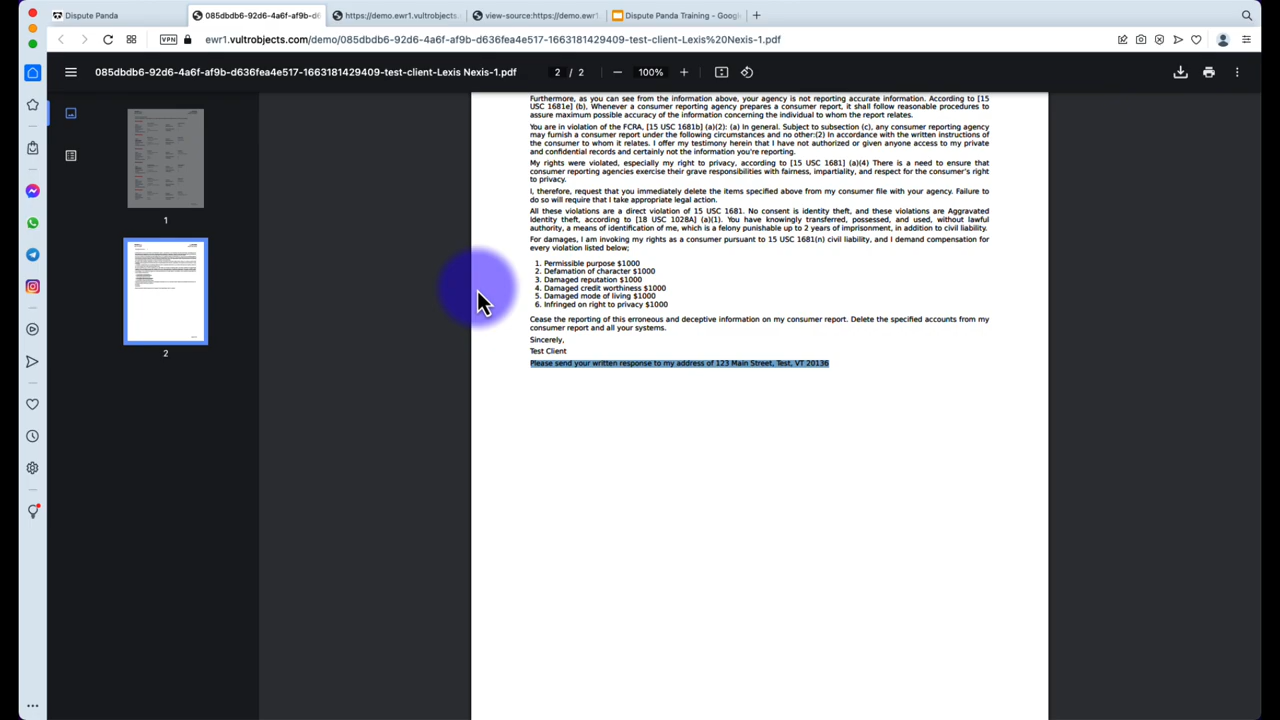 Dispute Panda
085dbdb6-92d6-4a6f-af9b-d6
https://demo.ewr1.vultrobjects.
view-source:https://demo.ewr1
Dispute Panda Training - Googl
VPN
ewr1.vultrobjects.com/demo/085dbdb6-92d6-4a6f-af9b-d636fea4e517-1663181429409-test-client-Lexis%20Nexis-1.pdf
085dbdb6-92d6-4a6f-af9b-d636fea4e517-1663181429409-test-client-Lexis Nexis-1.pdf
2 / 2
100%
1
2
Furthermore, as you can see from the information above, your agency is not reporting accurate information. According to [15
USC 1681e] (b), Whenever a consumer reporting agency prepares a consumer report, it shall follow reasonable procedures to
assure maximum possible accuracy of the information concerning the individual to whom the report relates.
You are in violation of the FCRA, [15 USC 1681b] (a)(2): (a) In general. Subject to subsection (c), any consumer reporting agency
may furnish a consumer report under the following circumstances and no other:(2) In accordance with the written instructions of
the consumer to whom it relates. I offer my testimony herein that I have not authorized or given anyone access to my private
and confidential records and certainly not the information you're reporting.
My rights were violated, especially my right to privacy, according to [15 USC 1681] (a)(4) There is a need to ensure that
consumer reporting agencies exercise their grave responsibilities with fairness, impartiality, and respect for the consumer's right
to privacy.
I, therefore, request that you immediately delete the items specified above from my consumer file with your agency. Failure to
do so will require that I take appropriate legal action.
All these violations are a direct violation of 15 USC 1681. No consent is identity theft, and these violations are Aggravated
Identity theft, according to [18 USC 1028A] (a)(1). You have knowingly transferred, possessed, and used, without lawful
authority, a means of identification of me, which is a felony punishable up to 2 years of imprisonment, in addition to civil liability.
For damages, I am invoking my rights as a consumer pursuant to 15 USC 1681(n) civil liability, and I demand compensation for
every violation listed below;
1. Permissible purpose $1000
2. Defamation of character $1000
3. Damaged reputation $1000
4. Damaged credit worthiness $1000
5. Damaged mode of living $1000
6. Infringed on right to privacy $1000
Cease the reporting of this erroneous and deceptive information on my consumer report. Delete the specified accounts from my
consumer report and all your systems.
Sincerely,
Test Client
Please send your written response to my address of 123 Main Street, Test, VT 20136